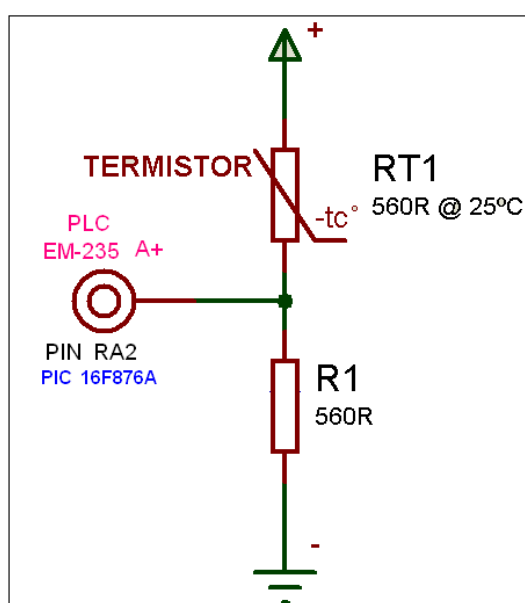 +
TERMISTOR
RT1
560R @ 25ºC
-tc°
PLC
EM-235 A+
PIN RA2
PIC 16F876A
R1
560R
-